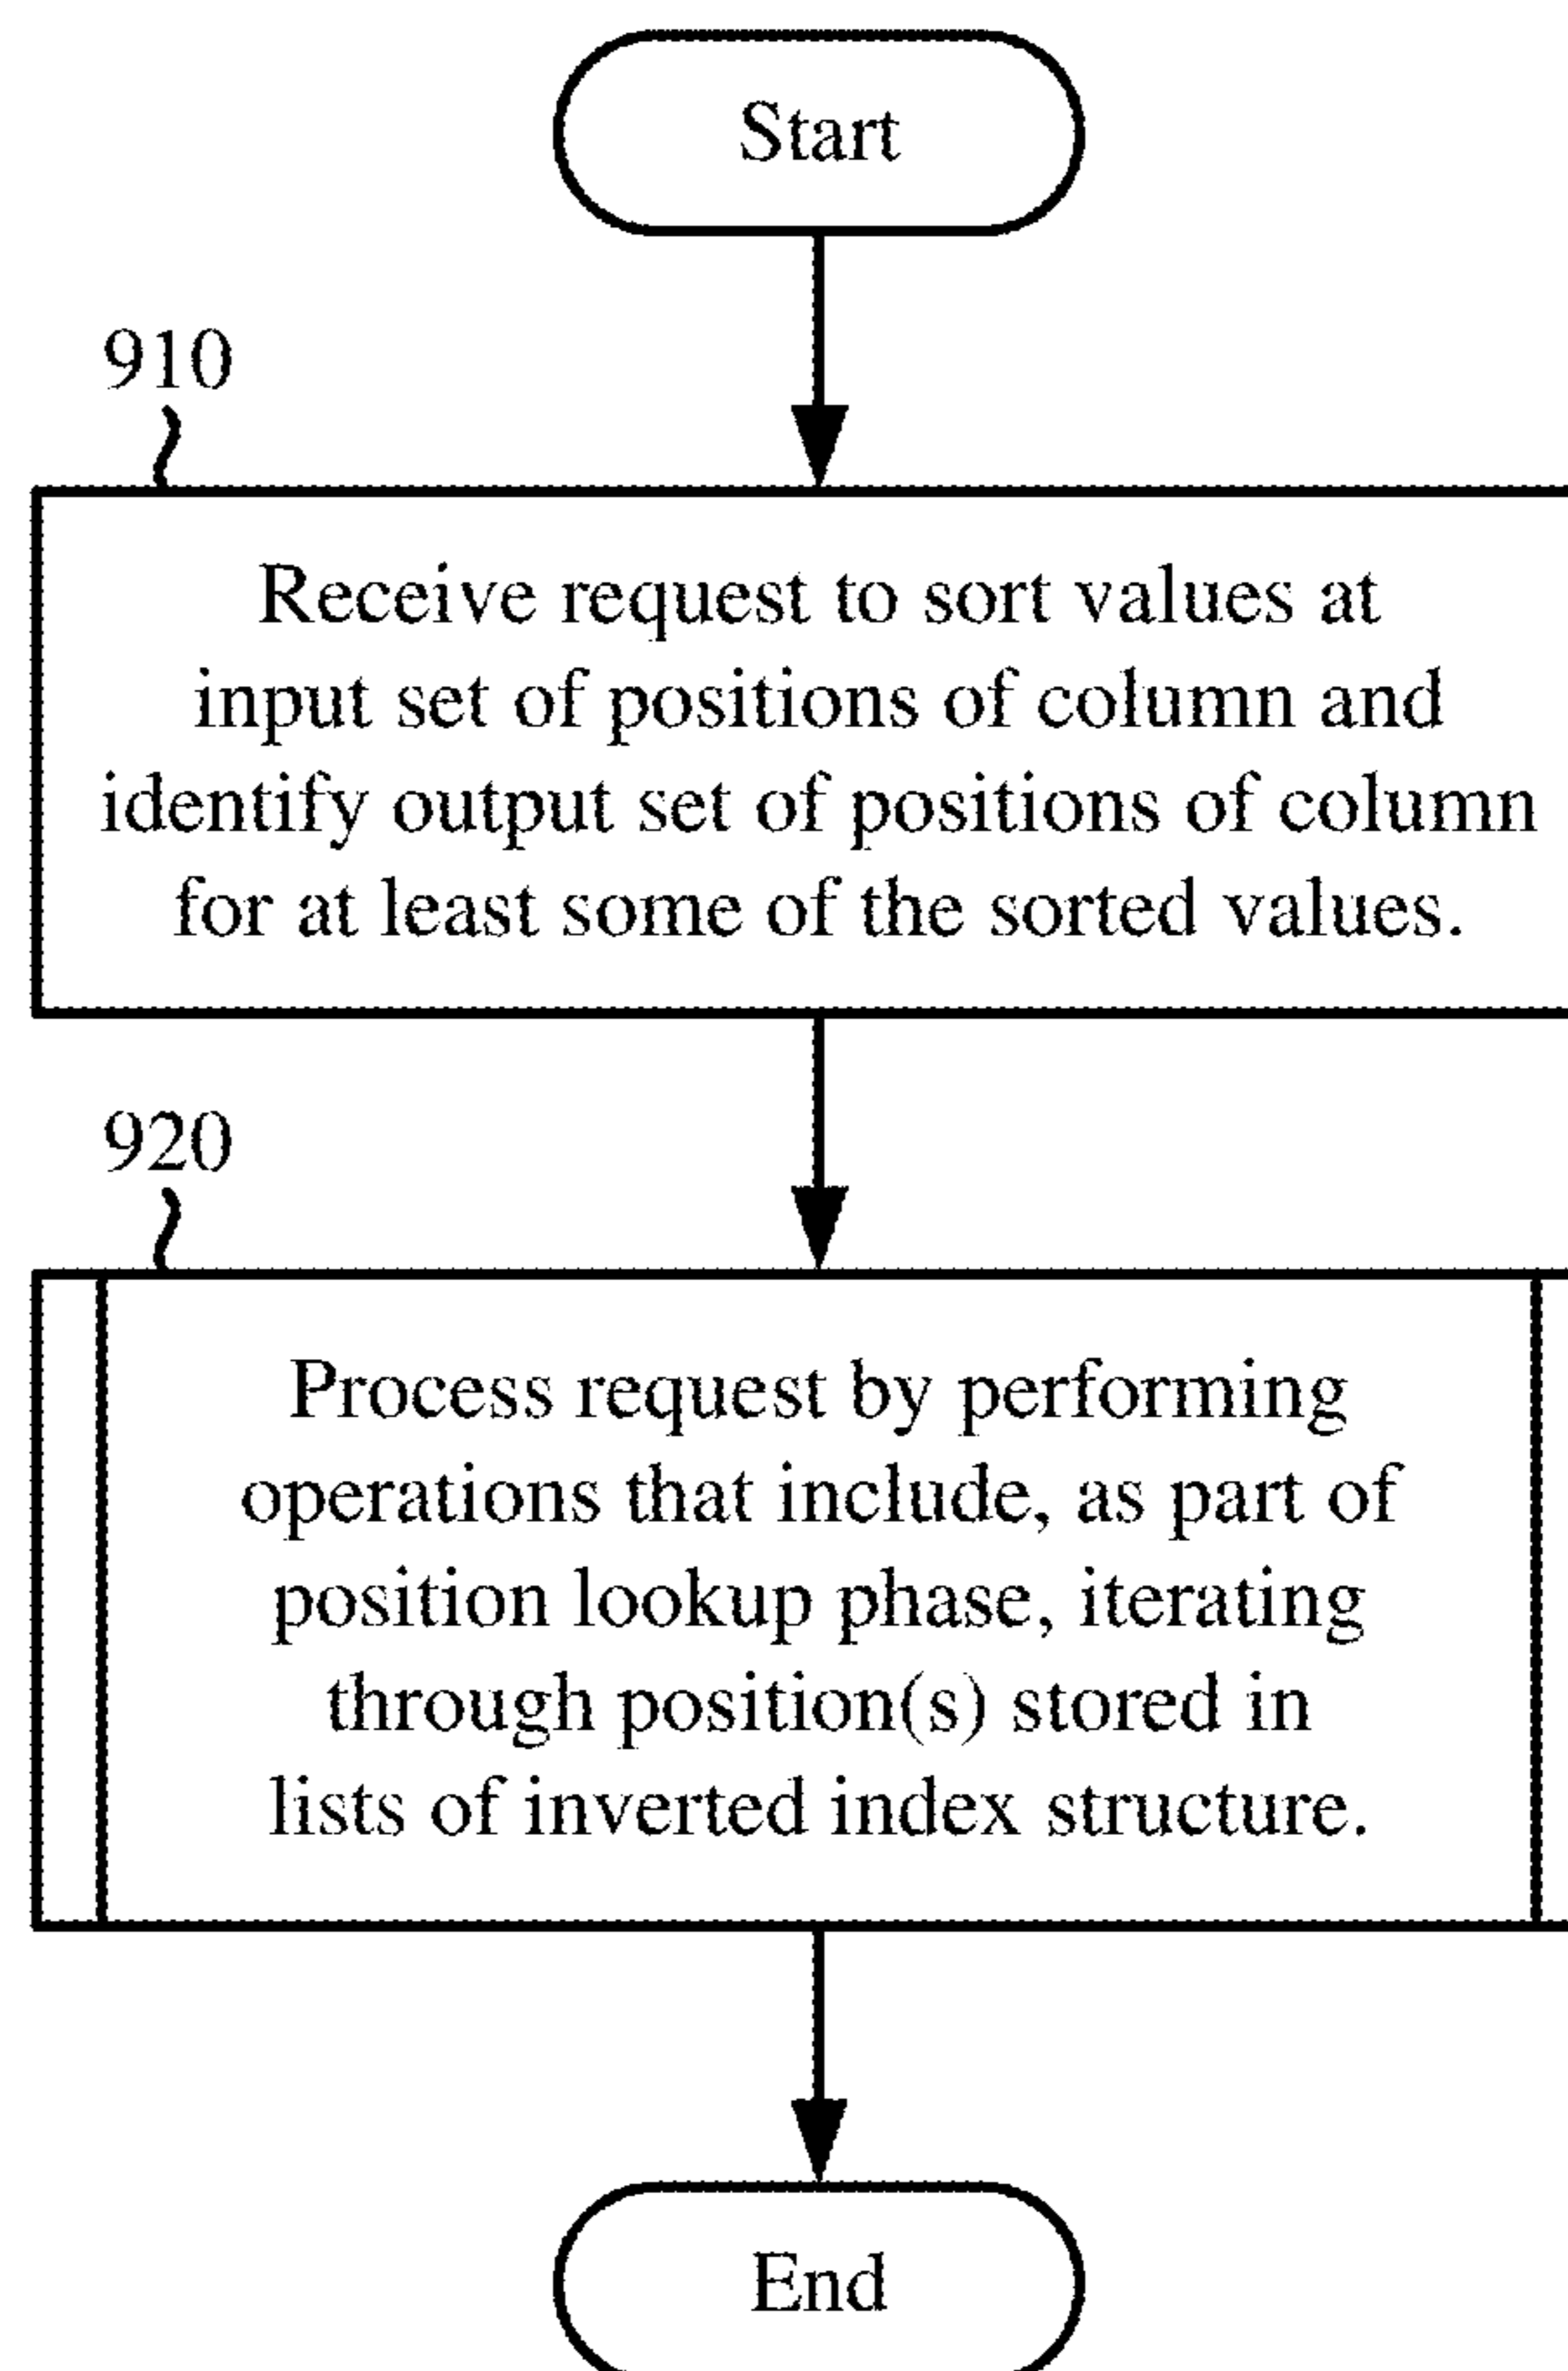 Start
910
Receive request to sort values at
input set of positions of column and
identify output set of positions of column
for at least some of the sorted values.
920
Process request by performing
operations that include, as part of
position lookup phase, iterating
through position(s) stored in
lists of inverted index structure.
End